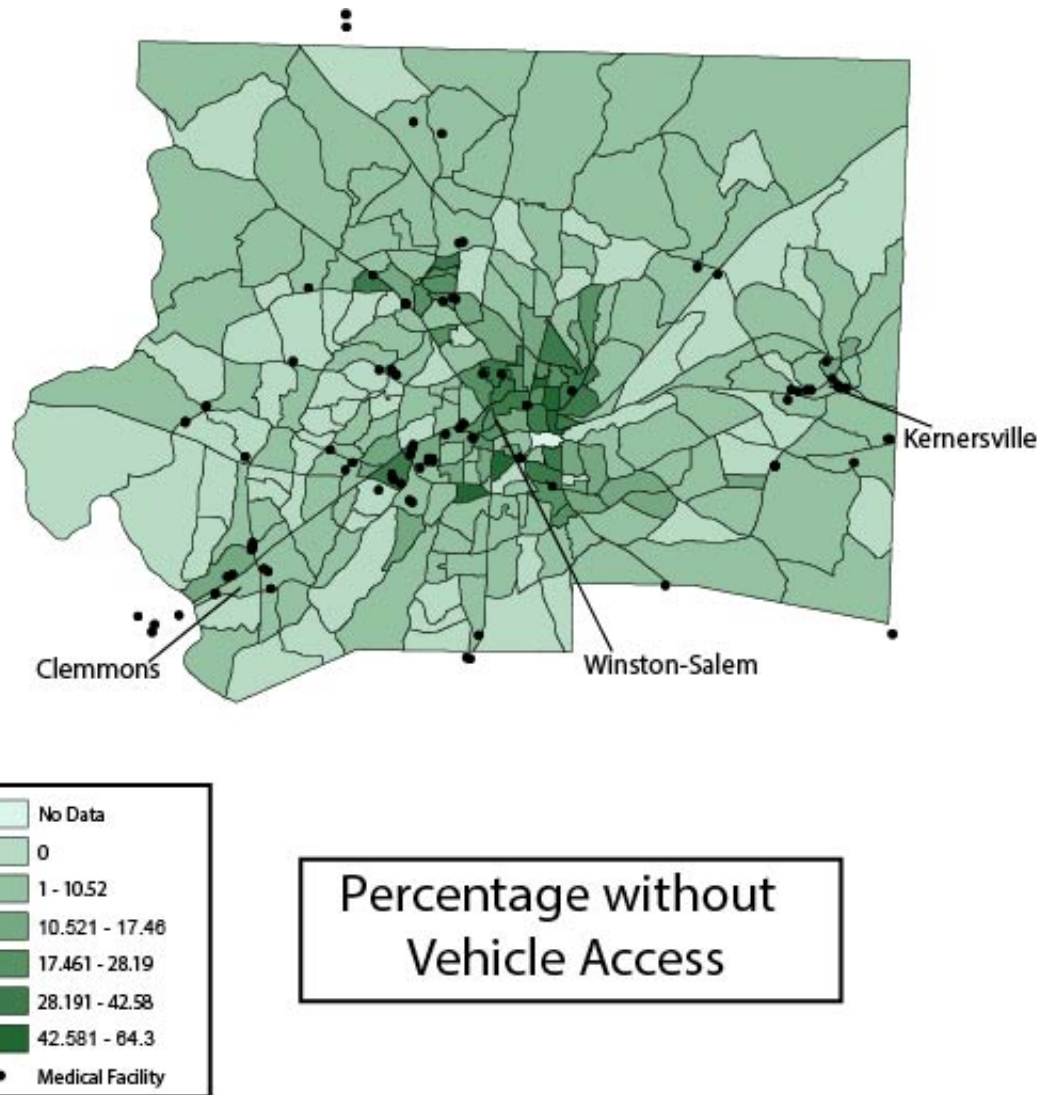 Kernersville
Clemmons
Winston-Salem
No Data
0
1 - 10.52
10.521 - 17.46
17.461 - 28.19
28.191 - 42.58
42.581 - 64.3
Medical Facility
Percentage without
Vehicle Access